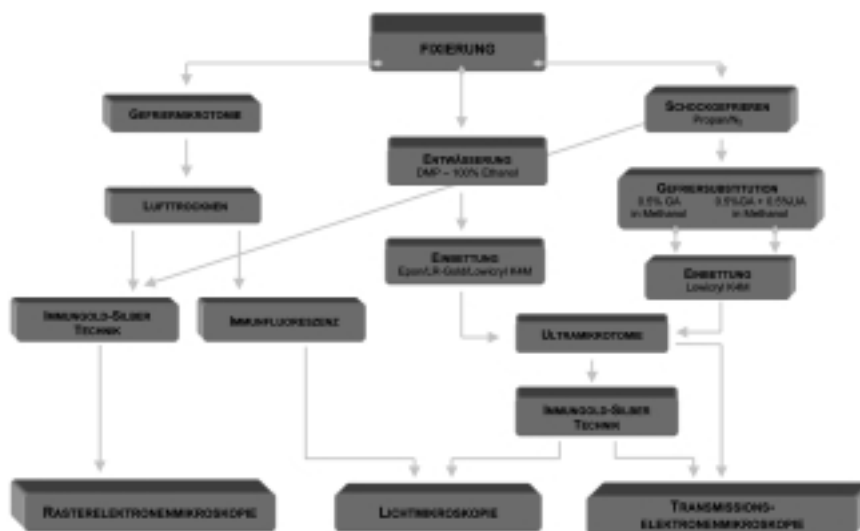 FIXIERUNG
GEFRIERMIKROTOMIE
SCHOCKGEFRIEREN
Propan/N₂
ENTWÄSSERUNG
DMP – 100% Ethanol
LUFTTROCKNEN
GEFRIERSUBSTITUTION
0.5% GA 0.5%GA + 0.5%UA
in Methanol in Methanol
EINBETTUNG
Epon/LR-Gold/Lowicryl K4M
EINBETTUNG
Lowicryl K4M
IMMUNGOLD-SILBER
TECHNIK
IMMUNFLUORESZENZ
ULTRAMIKROTOMIE
IMMUNGOLD-SILBER
TECHNIK
RASTERELEKTRONENMIKROSKOPIE
LICHTMIKROSKOPIE
TRANSMISSIONS-
ELEKTRONENMIKROSKOPIE